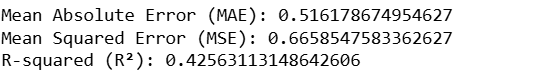 Mean Absolute Error (MAE): 0.516178674954627
Mean Squared Error (MSE): 0.6658547583362627
R-squared (R²): 0.42563113148642606